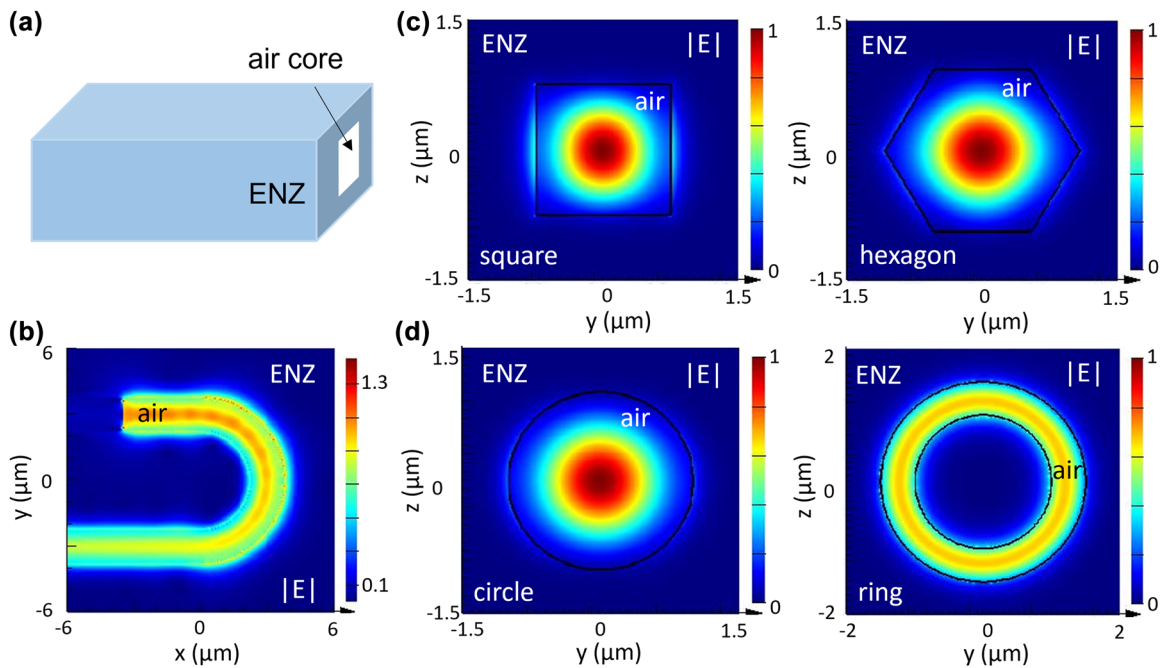 (a)
air core
ENZ
(c)
1.5
ENZ
|E|
air
z (µm)
0
square
-1.5
-1.5
0
1.5
y (µm)
1
0
1.5
ENZ
|E|
air
z (µm)
0
hexagon
-1.5
-1.5
0
1.5
y (µm)
1
0
(b)
6
ENZ
air
y (µm)
0
|E|
-6
-6
0
6
x (µm)
1.3
0.1
(d)
1.5
ENZ
|E|
air
z (µm)
0
circle
-1.5
-1.5
0
1.5
y (µm)
1
0
2
ENZ
|E|
air
z (µm)
0
ring
-2
-2
0
2
y (µm)
1
0